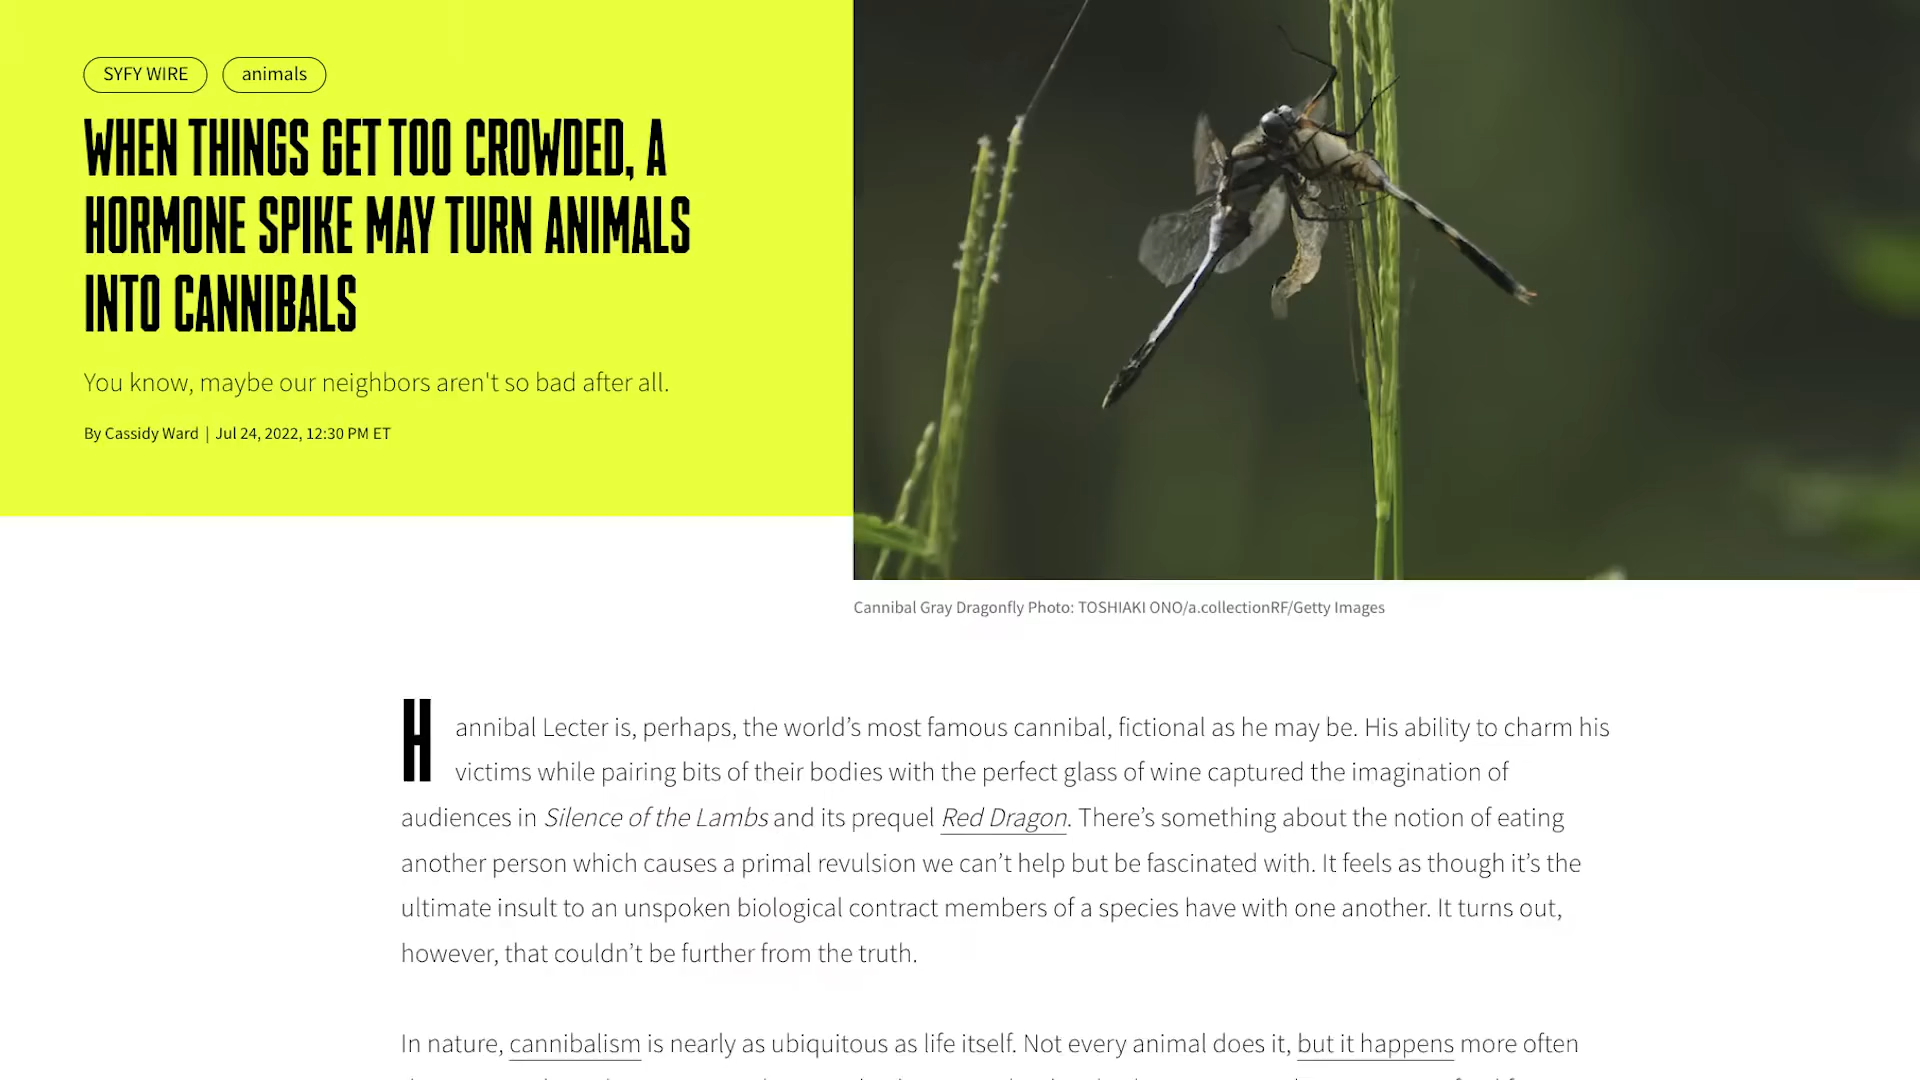 SYFY WIRE
animals
WHEN THINGS GET TOO CROWDED, A
HORMONE SPIKE MAY TURN ANIMALS
INTO CANNIBALS
You know, maybe our neighbors aren't so bad after all.
By Cassidy Ward | Jul 24, 2022, 12:30 PM ET
Cannibal Gray Dragonfly Photo: TOSHIAKI ONO/a.collectionRF/Getty Images
Hannibal Lecter is, perhaps, the world’s most famous cannibal, fictional as he may be. His ability to charm his
victims while pairing bits of their bodies with the perfect glass of wine captured the imagination of
audiences in Silence of the Lambs and its prequel Red Dragon. There’s something about the notion of eating
another person which causes a primal revulsion we can’t help but be fascinated with. It feels as though it’s the
ultimate insult to an unspoken biological contract members of a species have with one another. It turns out,
however, that couldn’t be further from the truth.
In nature, cannibalism is nearly as ubiquitous as life itself. Not every animal does it, but it happens more often